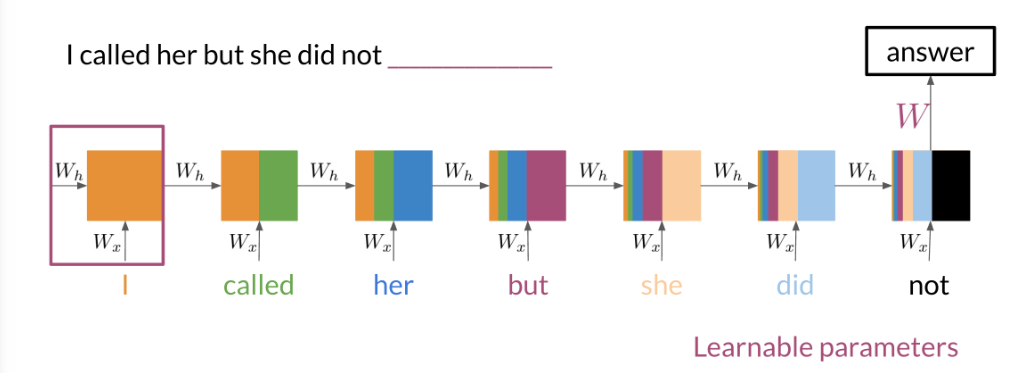 I called her but she did not ________
answer
W
W_h W_h W_h W_h W_h W_h W_h
W_x W_x W_x W_x W_x W_x W_x
I called her but she did not
Learnable parameters